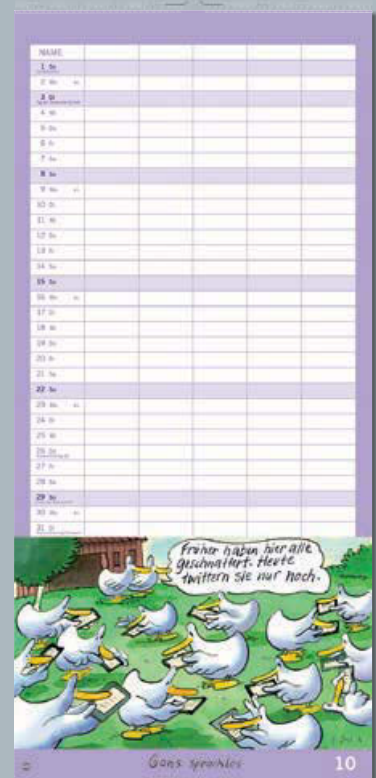 NAME
1 So
2 Mo
3 Di
4 Mi
5 Do
6 Fr
7 Sa
8 So
9 Mo
10 Di
11 Mi
12 Do
13 Fr
14 Sa
15 So
16 Mo
17 Di
18 Mi
19 Do
20 Fr
21 Sa
22 So
23 Mo
24 Di
25 Mi
26 Do
27 Fr
28 Sa
29 So
30 Mo
31 Di
Früher haben hier alle
geschnattert. Heute
twittern sie nur noch.
Gans sprachlos
10